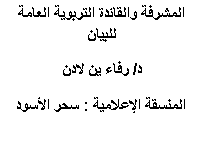 المشرفة والقائدة التربوية العامة
للبيان
د/ رفاء بن لادن
المنسقة الإعلامية : سحر الأسود